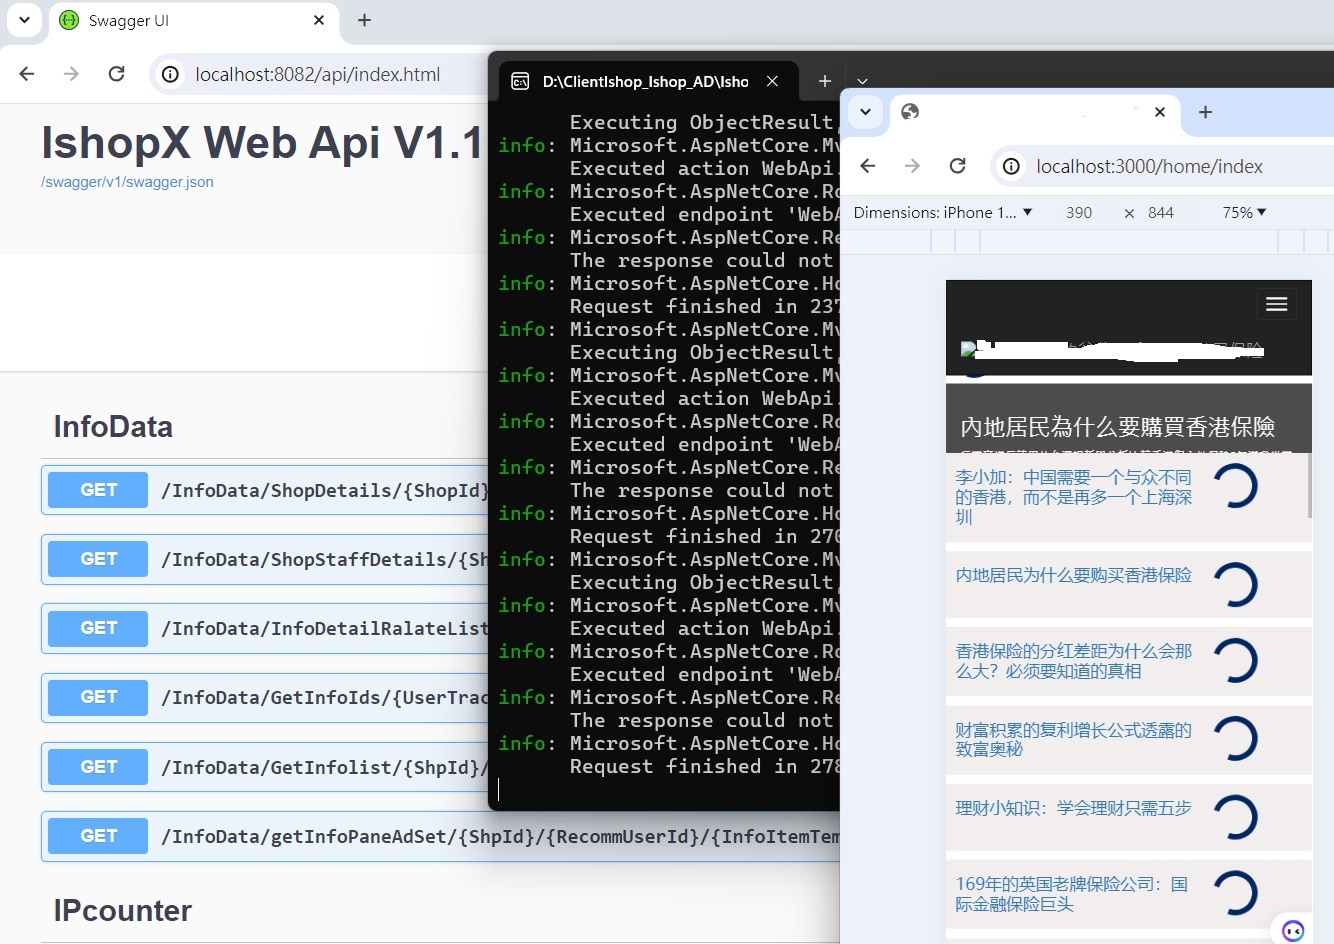 Swagger UI
localhost:8082/api/index.html
IshopX Web Api V1.1
/swagger/v1/swagger.json
InfoData
GET /InfoData/ShopDetails/{ShopId}
GET /InfoData/ShopStaffDetails/{Sh
GET /InfoData/InfoDetailRalateList
GET /InfoData/GetInfoIds/{UserTrac
GET /InfoData/GetInfolist/{ShpId}/
GET /InfoData/getInfoPaneAdSet/{ShpId}/{RecommUserId}/{InfoItemTem
IPcounter
D:\ClientIshop_Ishop_AD\Isho
Executing ObjectResult,
info: Microsoft.AspNetCore.Mv
Executed action WebApi.
info: Microsoft.AspNetCore.Ro
Executed endpoint 'WebA
info: Microsoft.AspNetCore.Re
The response could not
info: Microsoft.AspNetCore.Ho
Request finished in 237
info: Microsoft.AspNetCore.Mv
Executing ObjectResult,
info: Microsoft.AspNetCore.Mv
Executed action WebApi.
info: Microsoft.AspNetCore.Ro
Executed endpoint 'WebA
info: Microsoft.AspNetCore.Re
The response could not
info: Microsoft.AspNetCore.Ho
Request finished in 270
info: Microsoft.AspNetCore.Mv
Executing ObjectResult,
info: Microsoft.AspNetCore.Mv
Executed action WebApi.
info: Microsoft.AspNetCore.Ro
Executed endpoint 'WebA
info: Microsoft.AspNetCore.Re
The response could not
info: Microsoft.AspNetCore.Ho
Request finished in 278
localhost:3000/home/index
Dimensions: iPhone 1... 390 × 844 75%
內地居民為什么要購買香港保險
李小加：中国需要一个与众不同
的香港，而不是再多一个上海深
圳
内地居民为什么要购买香港保险
香港保险的分红差距为什么会那
么大？必须要知道的真相
财富积累的复利增长公式透露的
致富奥秘
理财小知识：学会理财只需五步
169年的英国老牌保险公司：国
际金融保险巨头